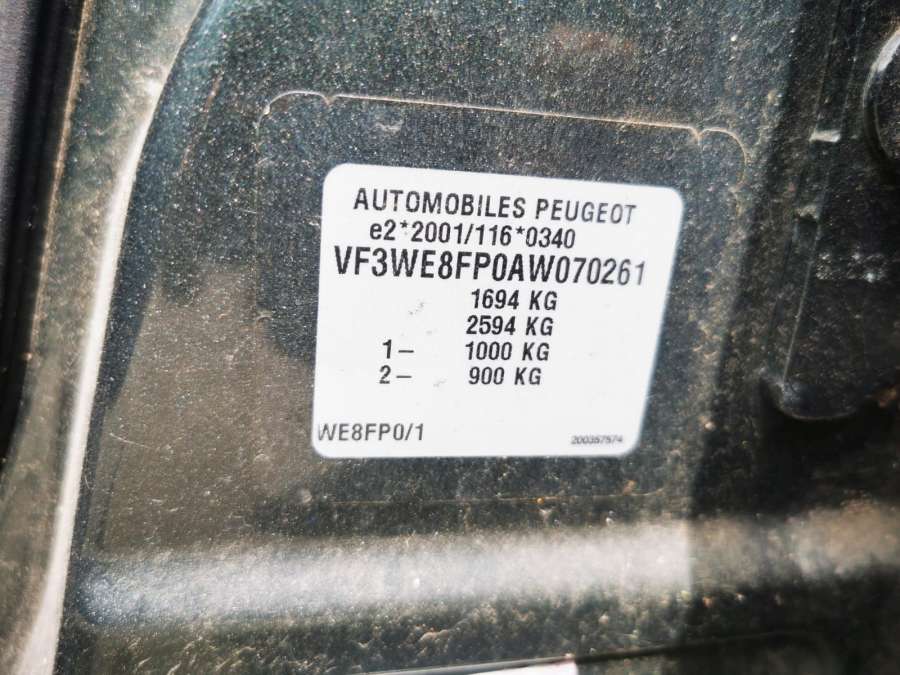 AUTOMOBILES PEUGEOT
e2*2001/116*0340
VF3WE8FP0AW070261
1694 KG
2594 KG
1– 1000 KG
2– 900 KG
WE8FP0/1
200357574